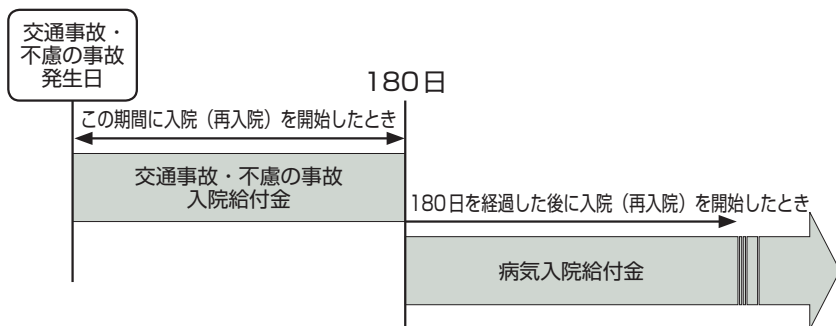 交通事故・
不慮の事故
発生日
180日
この期間に入院（再入院）を開始したとき
交通事故・不慮の事故
入院給付金
180日を経過した後に入院（再入院）を開始したとき
病気入院給付金